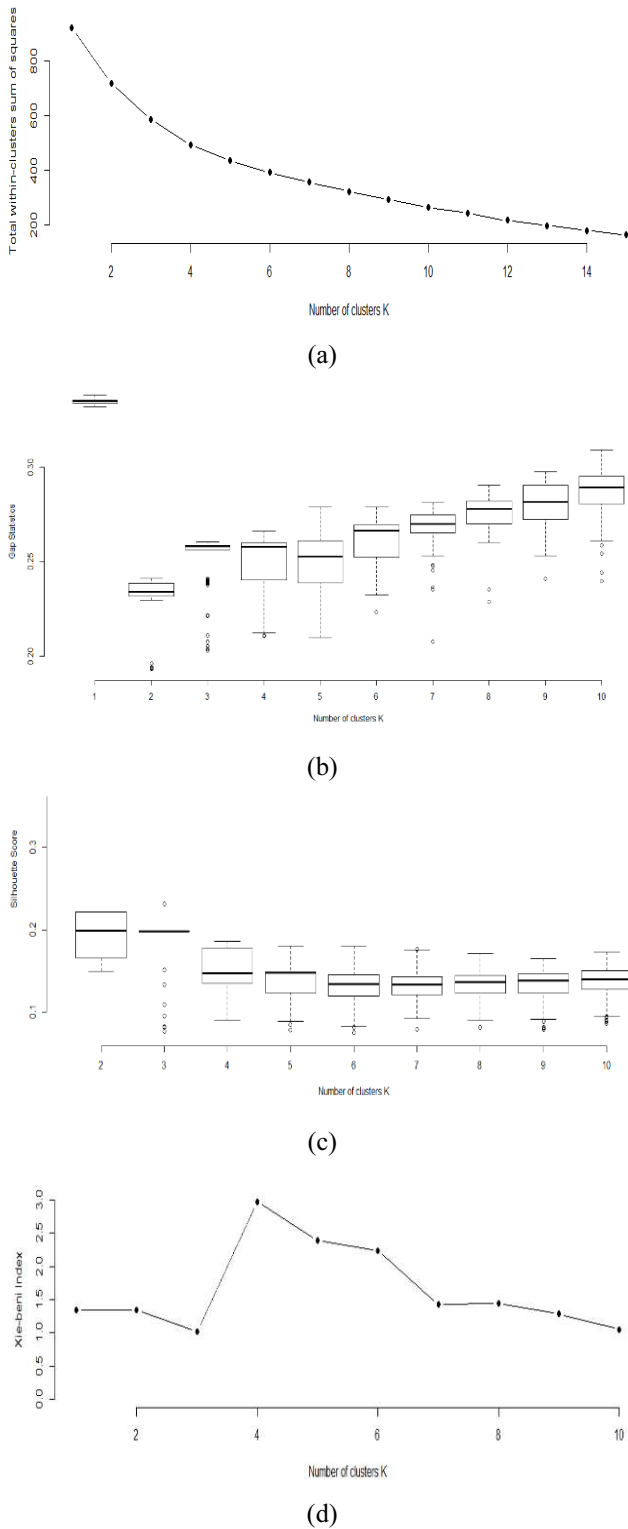 Total within-clusters sum of squares
800
600
400
200
2 4 6 8 10 12 14
Number of clusters K
(a)
Gap Statistics
0.30
0.25
0.20
1 2 3 4 5 6 7 8 9 10
Number of clusters K
(b)
Silhouette Score
0.3
0.2
0.1
2 3 4 5 6 7 8 9 10
Number of clusters K
(c)
Xie-beni Index
3.0
2.5
2.0
1.5
1.0
0.5
0.0
2 4 6 8 10
Number of clusters K
(d)